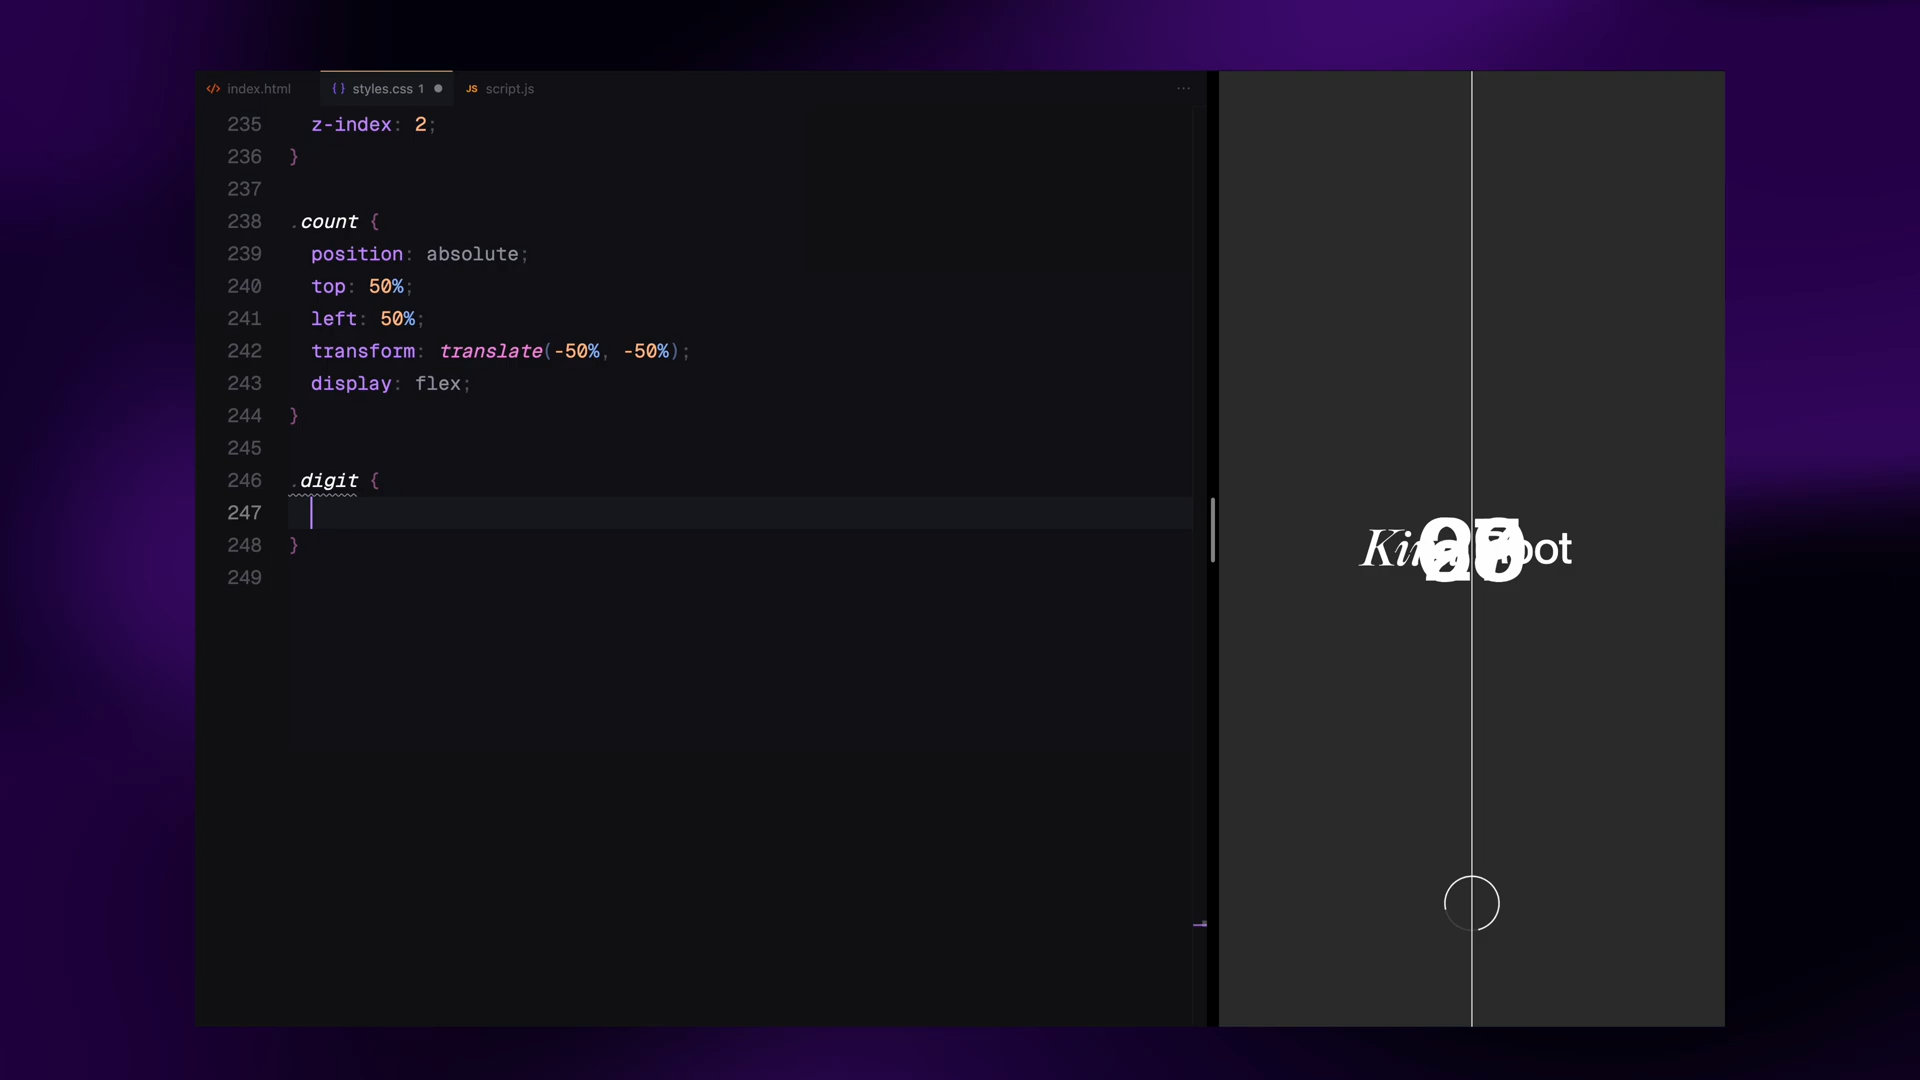 index.html
styles.css 1
JS script.js
···
235 z-index: 2;
236 }
237
238 .count {
239 position: absolute;
240 top: 50%;
241 left: 50%;
242 transform: translate(-50%, -50%);
243 display: flex;
244 }
245
246 .digit {
247
248 }
249